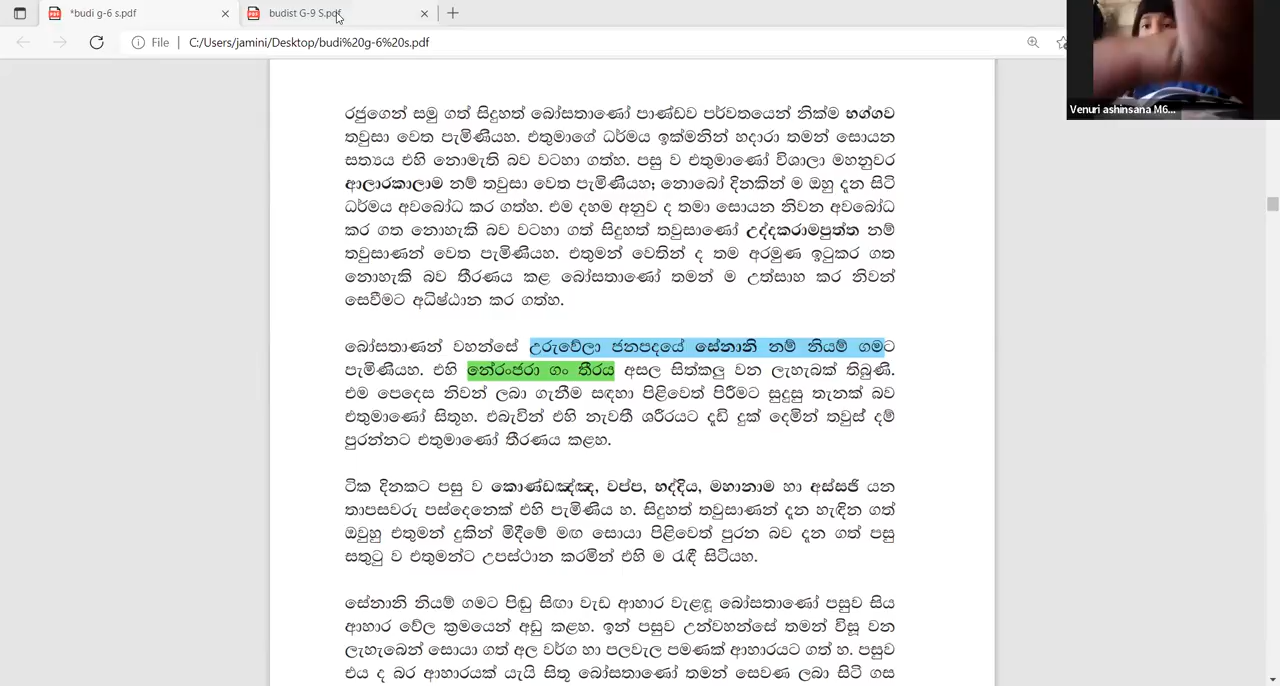 *budi g-6 s.pdf
budist G-9 S.pdf
File
C:/Users/jamini/Desktop/budi%20g-6%20s.pdf
Venuri ashinsana M6...
රජුගෙන් සමු ගත් සිදුහත් බෝසතාණෝ පාණ්ඩව පර්වතයෙන් නික්ම භග්ගව
තවුසා වෙත පැමිණියහ. එතුමාගේ ධර්මය ඉක්මනින් හදාරා තමන් සොයන
සත්‍යය එහි නොමැති බව වටහා ගත්හ. පසු ව එතුමාණෝ විශාලා මහනුවර
ආලාරකාලාම නම් තවුසා වෙත පැමිණියහ; නොබෝ දිනකින් ම ඔහු දැන සිටි
ධර්මය අවබෝධ කර ගත්හ. එම දහම අනුව ද තමා සොයන නිවන අවබෝධ
කර ගත නොහැකි බව වටහා ගත් සිදුහත් තවුසාණෝ උද්දකරාමපුත්ත නම්
තවුසාණන් වෙත පැමිණියහ. එතුමන් වෙතින් ද තම අරමුණ ඉටුකර ගත
නොහැකි බව තීරණය කළ බෝසතාණෝ තමන් ම උත්සාහ කර නිවන්
සෙවීමට අධිෂ්ඨාන කර ගත්හ.
බෝසතාණන් වහන්සේ උරුවේලා ජනපදයේ සේනානි නම් නියම් ගමට
පැමිණියහ. එහි නේරංජරා ගං තීරය අසල සිත්කලු වන ලැහැබක් තිබුණි.
එම පෙදෙස නිවන් ලබා ගැනීම සඳහා පිළිවෙත් පිරීමට සුදුසු තැනක් බව
එතුමාණෝ සිතූහ. එබැවින් එහි නැවතී ශරීරයට දැඩි දුක් දෙමින් තවුස් දම්
පුරන්නට එතුමාණෝ තීරණය කළහ.
ටික දිනකට පසු ව කොණ්ඩඤ්ඤ, වප්ප, භද්දිය, මහානාම හා අස්සජි යන
තාපසවරු පස්දෙනෙක් එහි පැමිණිය හ. සිදුහත් තවුසාණන් දැන හැඳින ගත්
ඔවුහු එතුමන් දුකින් මිදීමේ මඟ සොයා පිළිවෙත් පුරන බව දැන ගත් පසු
සතුටු ව එතුමන්ට උපස්ථාන කරමින් එහි ම රැඳී සිටියහ.
සේනානි නියම් ගමට පිඬු සිඟා වැඩ ආහාර වැළඳූ බෝසතාණෝ පසුව සිය
ආහාර වේල ක්‍රමයෙන් අඩු කළහ. ඉන් පසුව උන්වහන්සේ තමන් විසූ වන
ලැහැබෙන් සොයා ගත් අල වර්ග හා පලවැල පමණක් ආහාරයට ගත් හ. පසුව
එය ද බර ආහාරයක් යැයි සිතූ බෝසතාණෝ තමන් සෙවණ ලබා සිටි ගස